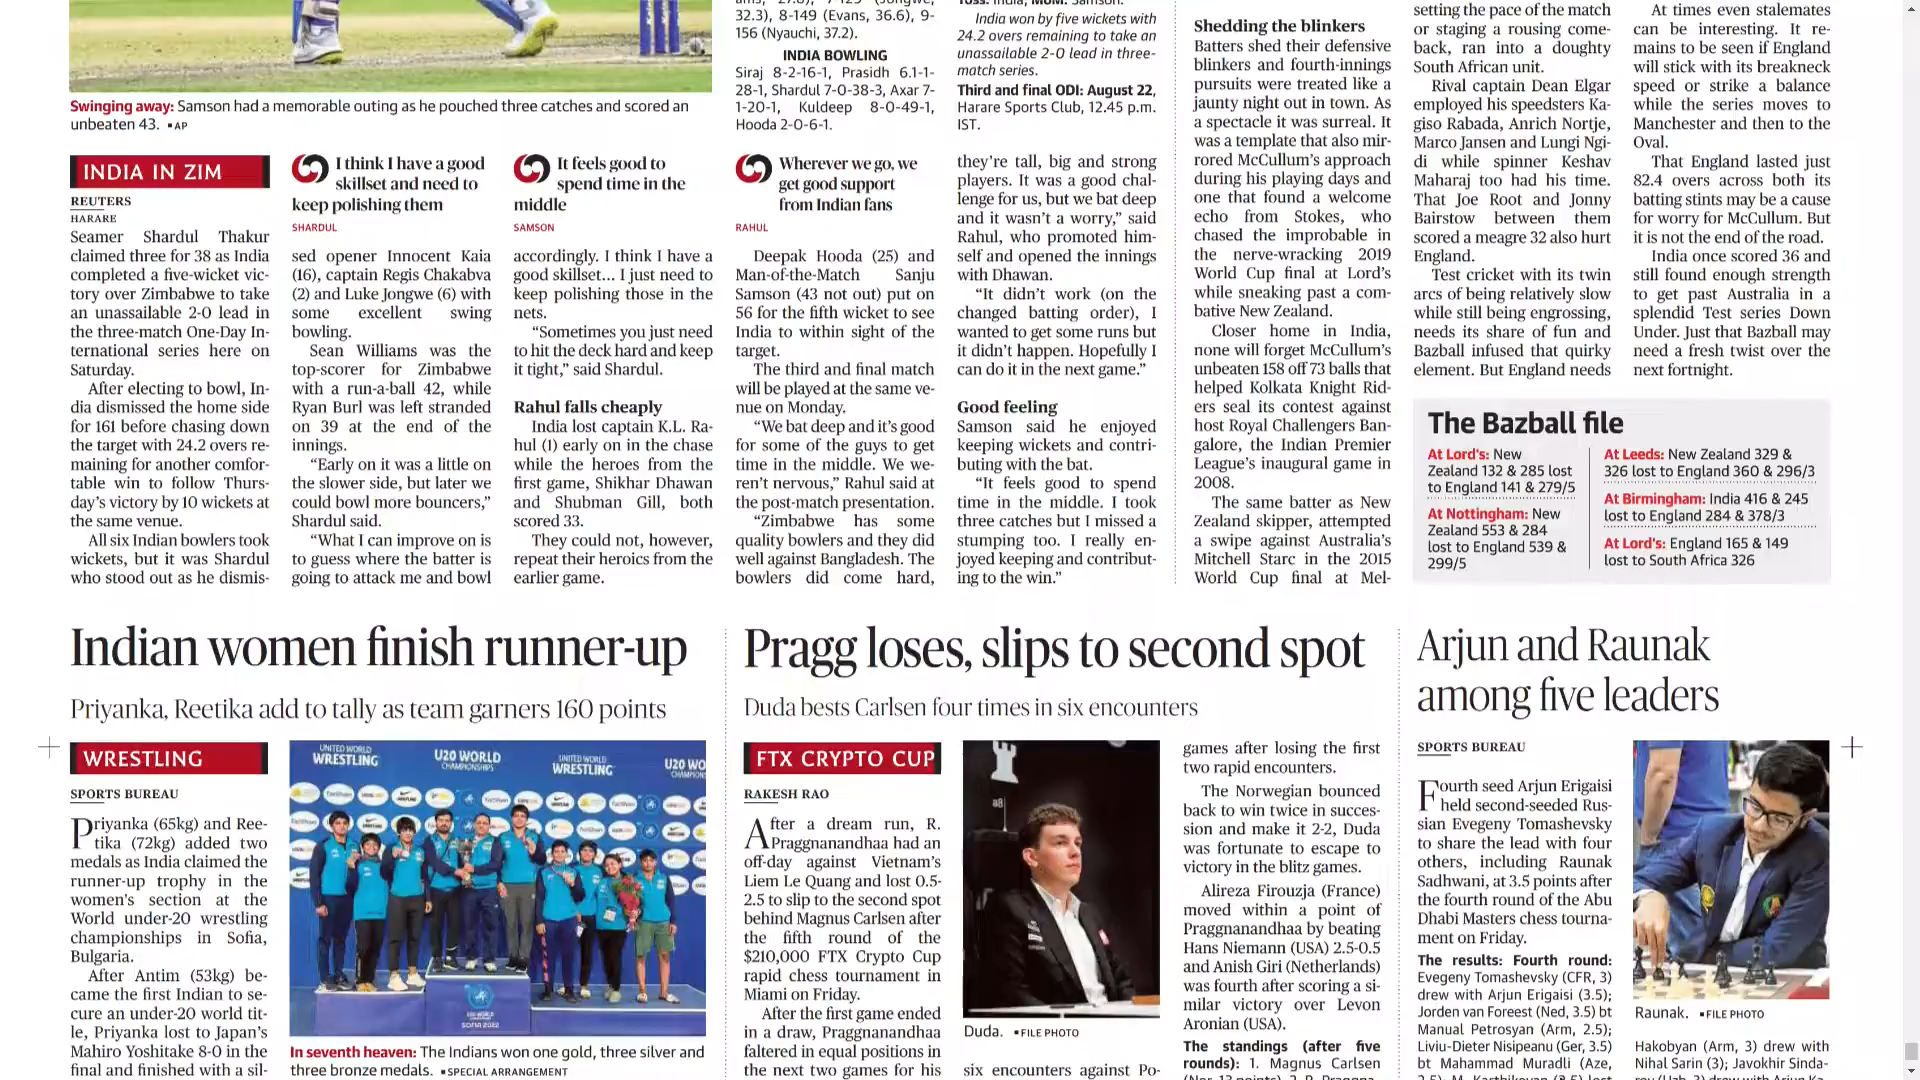 Swinging away: Samson had a memorable outing as he pouched three catches and scored an
unbeaten 43. ▪AP
INDIA IN ZIM
REUTERS
HARARE
Seamer Shardul Thakur
claimed three for 38 as India
completed a five-wicket vic-
tory over Zimbabwe to take
an unassailable 2-0 lead in
the three-match One-Day In-
ternational series here on
Saturday.
After electing to bowl, In-
dia dismissed the home side
for 161 before chasing down
the target with 24.2 overs re-
maining for another comfor-
table win to follow Thurs-
day's victory by 10 wickets at
the same venue.
All six Indian bowlers took
wickets, but it was Shardul
who stood out as he dismis-
I think I have a good
skillset and need to
keep polishing them
SHARDUL
sed opener Innocent Kaia
(16), captain Regis Chakabva
(2) and Luke Jongwe (6) with
some excellent swing
bowling.
Sean Williams was the
top-scorer for Zimbabwe
with a run-a-ball 42, while
Ryan Burl was left stranded
on 39 at the end of the
innings.
“Early on it was a little on
the slower side, but later we
could bowl more bouncers,”
Shardul said.
“What I can improve on is
to guess where the batter is
going to attack me and bowl
It feels good to
spend time in the
middle
SAMSON
accordingly. I think I have a
good skillset... I just need to
keep polishing those in the
nets.
“Sometimes you just need
to hit the deck hard and keep
it tight,” said Shardul.
Rahul falls cheaply
India lost captain K.L. Ra-
hul (1) early on in the chase
while the heroes from the
first game, Shikhar Dhawan
and Shubman Gill, both
scored 33.
They could not, however,
repeat their heroics from the
earlier game.
32.3), 8-149 (Evans, 36.6), 9-
156 (Nyauchi, 37.2).
INDIA BOWLING
Siraj 8-2-16-1, Prasidh 6.1-1-
28-1, Shardul 7-0-38-3, Axar 7-
1-20-1, Kuldeep 8-0-49-1,
Hooda 2-0-6-1.
Wherever we go, we
get good support
from Indian fans
RAHUL
Deepak Hooda (25) and
Man-of-the-Match Sanju
Samson (43 not out) put on
56 for the fifth wicket to see
India to within sight of the
target.
The third and final match
will be played at the same ve-
nue on Monday.
“We bat deep and it's good
for some of the guys to get
time in the middle. We we-
ren't nervous,” Rahul said at
the post-match presentation.
“Zimbabwe has some
quality bowlers and they did
well against Bangladesh. The
bowlers did come hard,
Toss: India; MoM: Samson.
India won by five wickets with
24.2 overs remaining to take an
unassailable 2-0 lead in three-
match series.
Third and final ODI: August 22,
Harare Sports Club, 12.45 p.m.
IST.
they're tall, big and strong
players. It was a good chal-
lenge for us, but we bat deep
and it wasn't a worry,” said
Rahul, who promoted him-
self and opened the innings
with Dhawan.
“It didn't work (on the
changed batting order), I
wanted to get some runs but
it didn't happen. Hopefully I
can do it in the next game.”
Good feeling
Samson said he enjoyed
keeping wickets and contri-
buting with the bat.
“It feels good to spend
time in the middle. I took
three catches but I missed a
stumping too. I really en-
joyed keeping and contribut-
ing to the win.”
Shedding the blinkers
Batters shed their defensive
blinkers and fourth-innings
pursuits were treated like a
jaunty night out in town. As
a spectacle it was surreal. It
was a template that also mir-
rored McCullum's approach
during his playing days and
one that found a welcome
echo from Stokes, who
chased the improbable in
the nerve-wracking 2019
World Cup final at Lord's
while sneaking past a com-
bative New Zealand.
Closer home in India,
none will forget McCullum's
unbeaten 158 off 73 balls that
helped Kolkata Knight Rid-
ers seal its contest against
host Royal Challengers Ban-
galore, the Indian Premier
League's inaugural game in
2008.
The same batter as New
Zealand skipper, attempted
a swipe against Australia's
Mitchell Starc in the 2015
World Cup final at Mel-
setting the pace of the match
or staging a rousing come-
back, ran into a doughty
South African unit.
Rival captain Dean Elgar
employed his speedsters Ka-
giso Rabada, Anrich Nortje,
Marco Jansen and Lungi Ngi-
di while spinner Keshav
Maharaj too had his time.
That Joe Root and Jonny
Bairstow between them
scored a meagre 32 also hurt
England.
Test cricket with its twin
arcs of being relatively slow
while still being engrossing,
needs its share of fun and
Bazball infused that quirky
element. But England needs
At times even stalemates
can be interesting. It re-
mains to be seen if England
will stick with its breakneck
speed or strike a balance
while the series moves to
Manchester and then to the
Oval.
That England lasted just
82.4 overs across both its
batting stints may be a cause
for worry for McCullum. But
it is not the end of the road.
India once scored 36 and
still found enough strength
to get past Australia in a
splendid Test series Down
Under. Just that Bazball may
need a fresh twist over the
next fortnight.
The Bazball file
At Lord's: New
Zealand 132 & 285 lost
to England 141 & 279/5
At Nottingham: New
Zealand 553 & 284
lost to England 539 &
299/5
At Leeds: New Zealand 329 &
326 lost to England 360 & 296/3
At Birmingham: India 416 & 245
lost to England 284 & 378/3
At Lord's: England 165 & 149
lost to South Africa 326
Indian women finish runner-up
Priyanka, Reetika add to tally as team garners 160 points
WRESTLING
SPORTS BUREAU
Priyanka (65kg) and Ree-
tika (72kg) added two
medals as India claimed the
runner-up trophy in the
women's section at the
World under-20 wrestling
championships in Sofia,
Bulgaria.
After Antim (53kg) be-
came the first Indian to se-
cure an under-20 world tit-
le, Priyanka lost to Japan's
Mahiro Yoshitake 8-0 in the
final and finished with a sil-
UNITED WORLD
WRESTLING
U20 WORLD
CHAMPIONSHIPS
UNITED WORLD
WRESTLING
U20 WO
SOFIA 2022
In seventh heaven: The Indians won one gold, three silver and
three bronze medals. ▪SPECIAL ARRANGEMENT
Pragg loses, slips to second spot
Duda bests Carlsen four times in six encounters
FTX CRYPTO CUP
RAKESH RAO
After a dream run, R.
Praggnanandhaa had an
off-day against Vietnam's
Liem Le Quang and lost 0.5-
2.5 to slip to the second spot
behind Magnus Carlsen after
the fifth round of the
$210,000 FTX Crypto Cup
rapid chess tournament in
Miami on Friday.
After the first game ended
in a draw, Praggnanandhaa
faltered in equal positions in
the next two games for his
a8
Duda. ▪FILE PHOTO
six encounters against Po-
games after losing the first
two rapid encounters.
The Norwegian bounced
back to win twice in succes-
sion and make it 2-2, Duda
was fortunate to escape to
victory in the blitz games.
Alireza Firouzja (France)
moved within a point of
Praggnanandhaa by beating
Hans Niemann (USA) 2.5-0.5
and Anish Giri (Netherlands)
was fourth after scoring a si-
milar victory over Levon
Aronian (USA).
The standings (after five
rounds): 1. Magnus Carlsen
Arjun and Raunak
among five leaders
SPORTS BUREAU
Fourth seed Arjun Erigaisi
held second-seeded Rus-
sian Evegeny Tomashevsky
to share the lead with four
others, including Raunak
Sadhwani, at 3.5 points after
the fourth round of the Abu
Dhabi Masters chess tourna-
ment on Friday.
The results: Fourth round:
Evegeny Tomashevsky (CFR, 3)
drew with Arjun Erigaisi (3.5);
Jorden van Foreest (Ned, 3.5) bt
Manual Petrosyan (Arm, 2.5);
Liviu-Dieter Nisipeanu (Ger, 3.5)
bt Mahammad Muradli (Aze,
Raunak. ▪FILE PHOTO
Hakobyan (Arm, 3) drew with
Nihal Sarin (3); Javokhir Sinda-